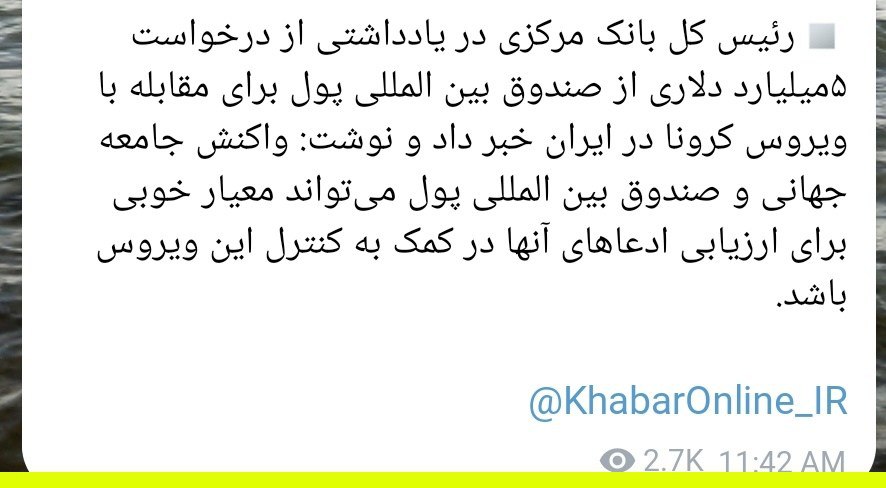 رئیس کل بانک مرکزی در یادداشتی از درخواست
۵میلیارد دلاری از صندوق بین المللی پول برای مقابله با
ویروس کرونا در ایران خبر داد و نوشت: واکنش جامعه
جهانی و صندوق بین المللی پول می‌تواند معیار خوبی
برای ارزیابی ادعاهای آنها در کمک به کنترل این ویروس
باشد.
@KhabarOnline_IR
2.7K 11:42 AM